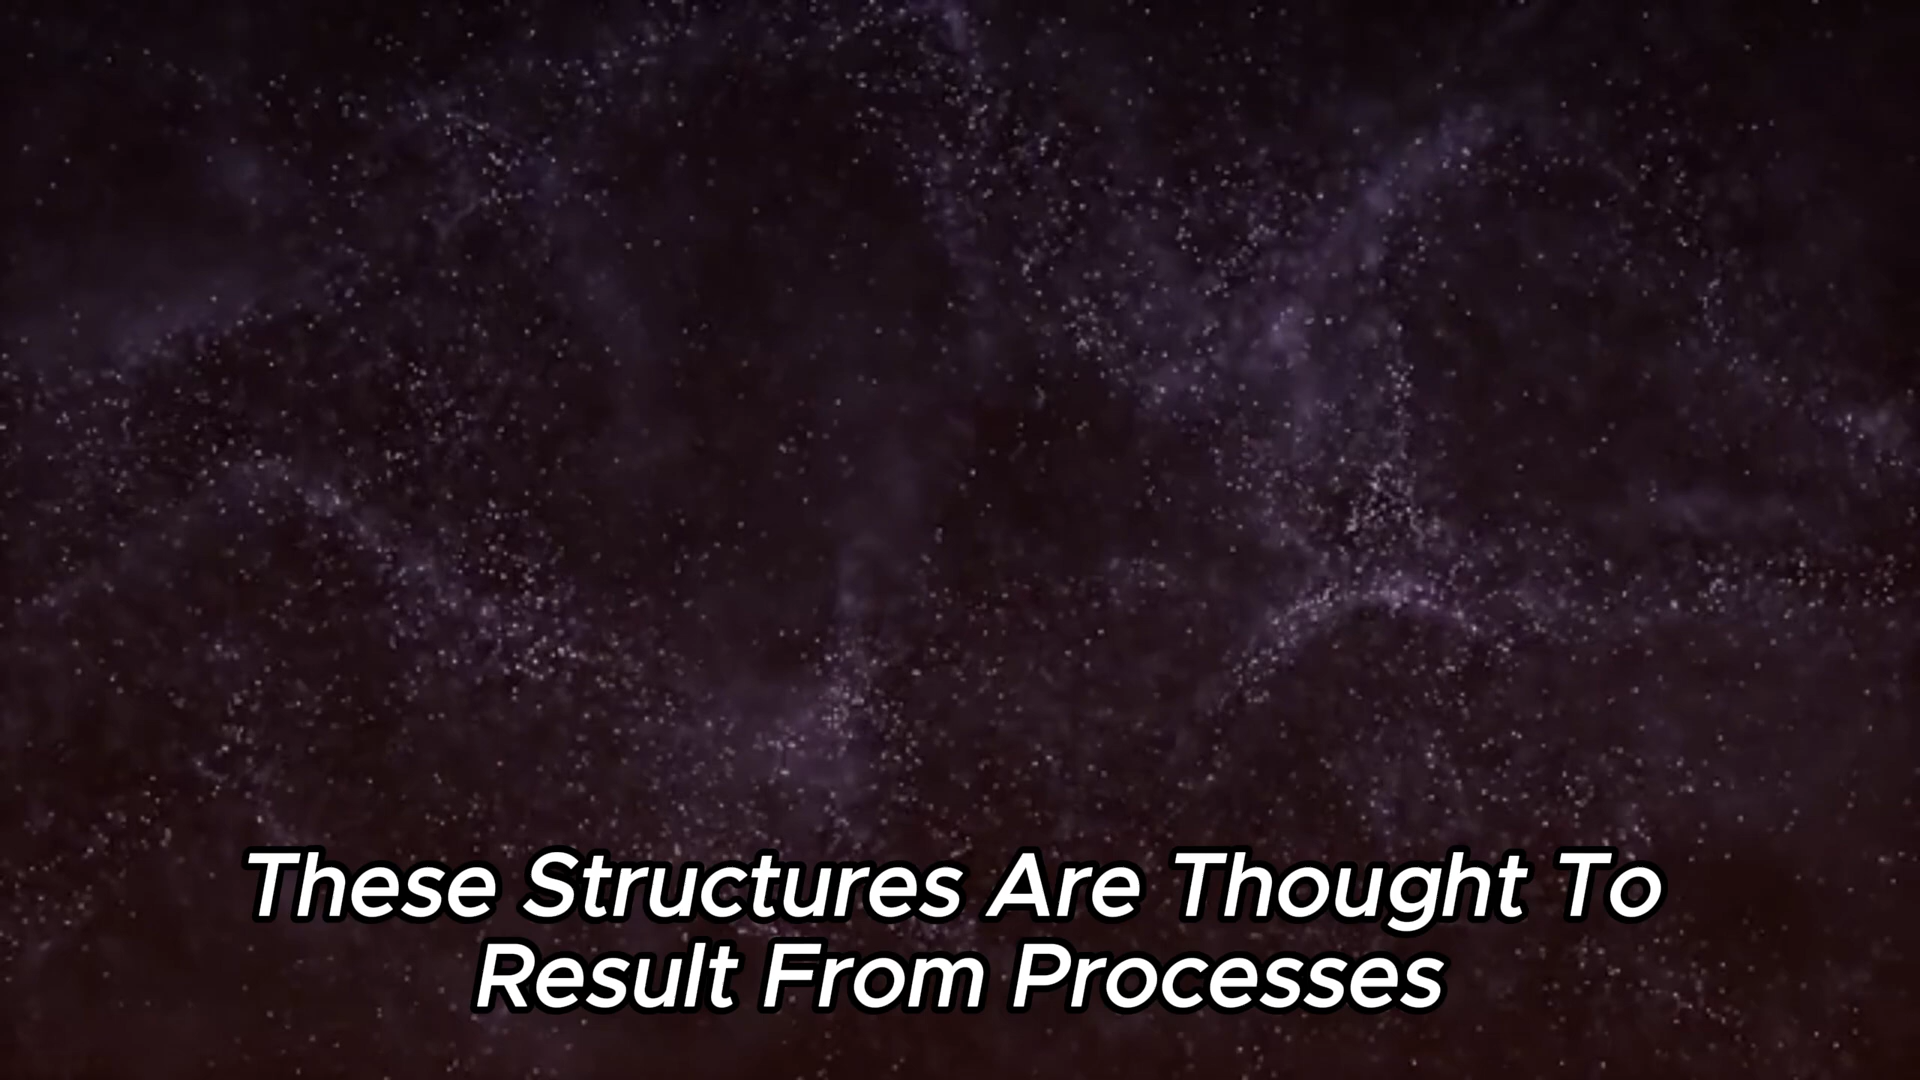 These Structures Are Thought To
Result From Processes